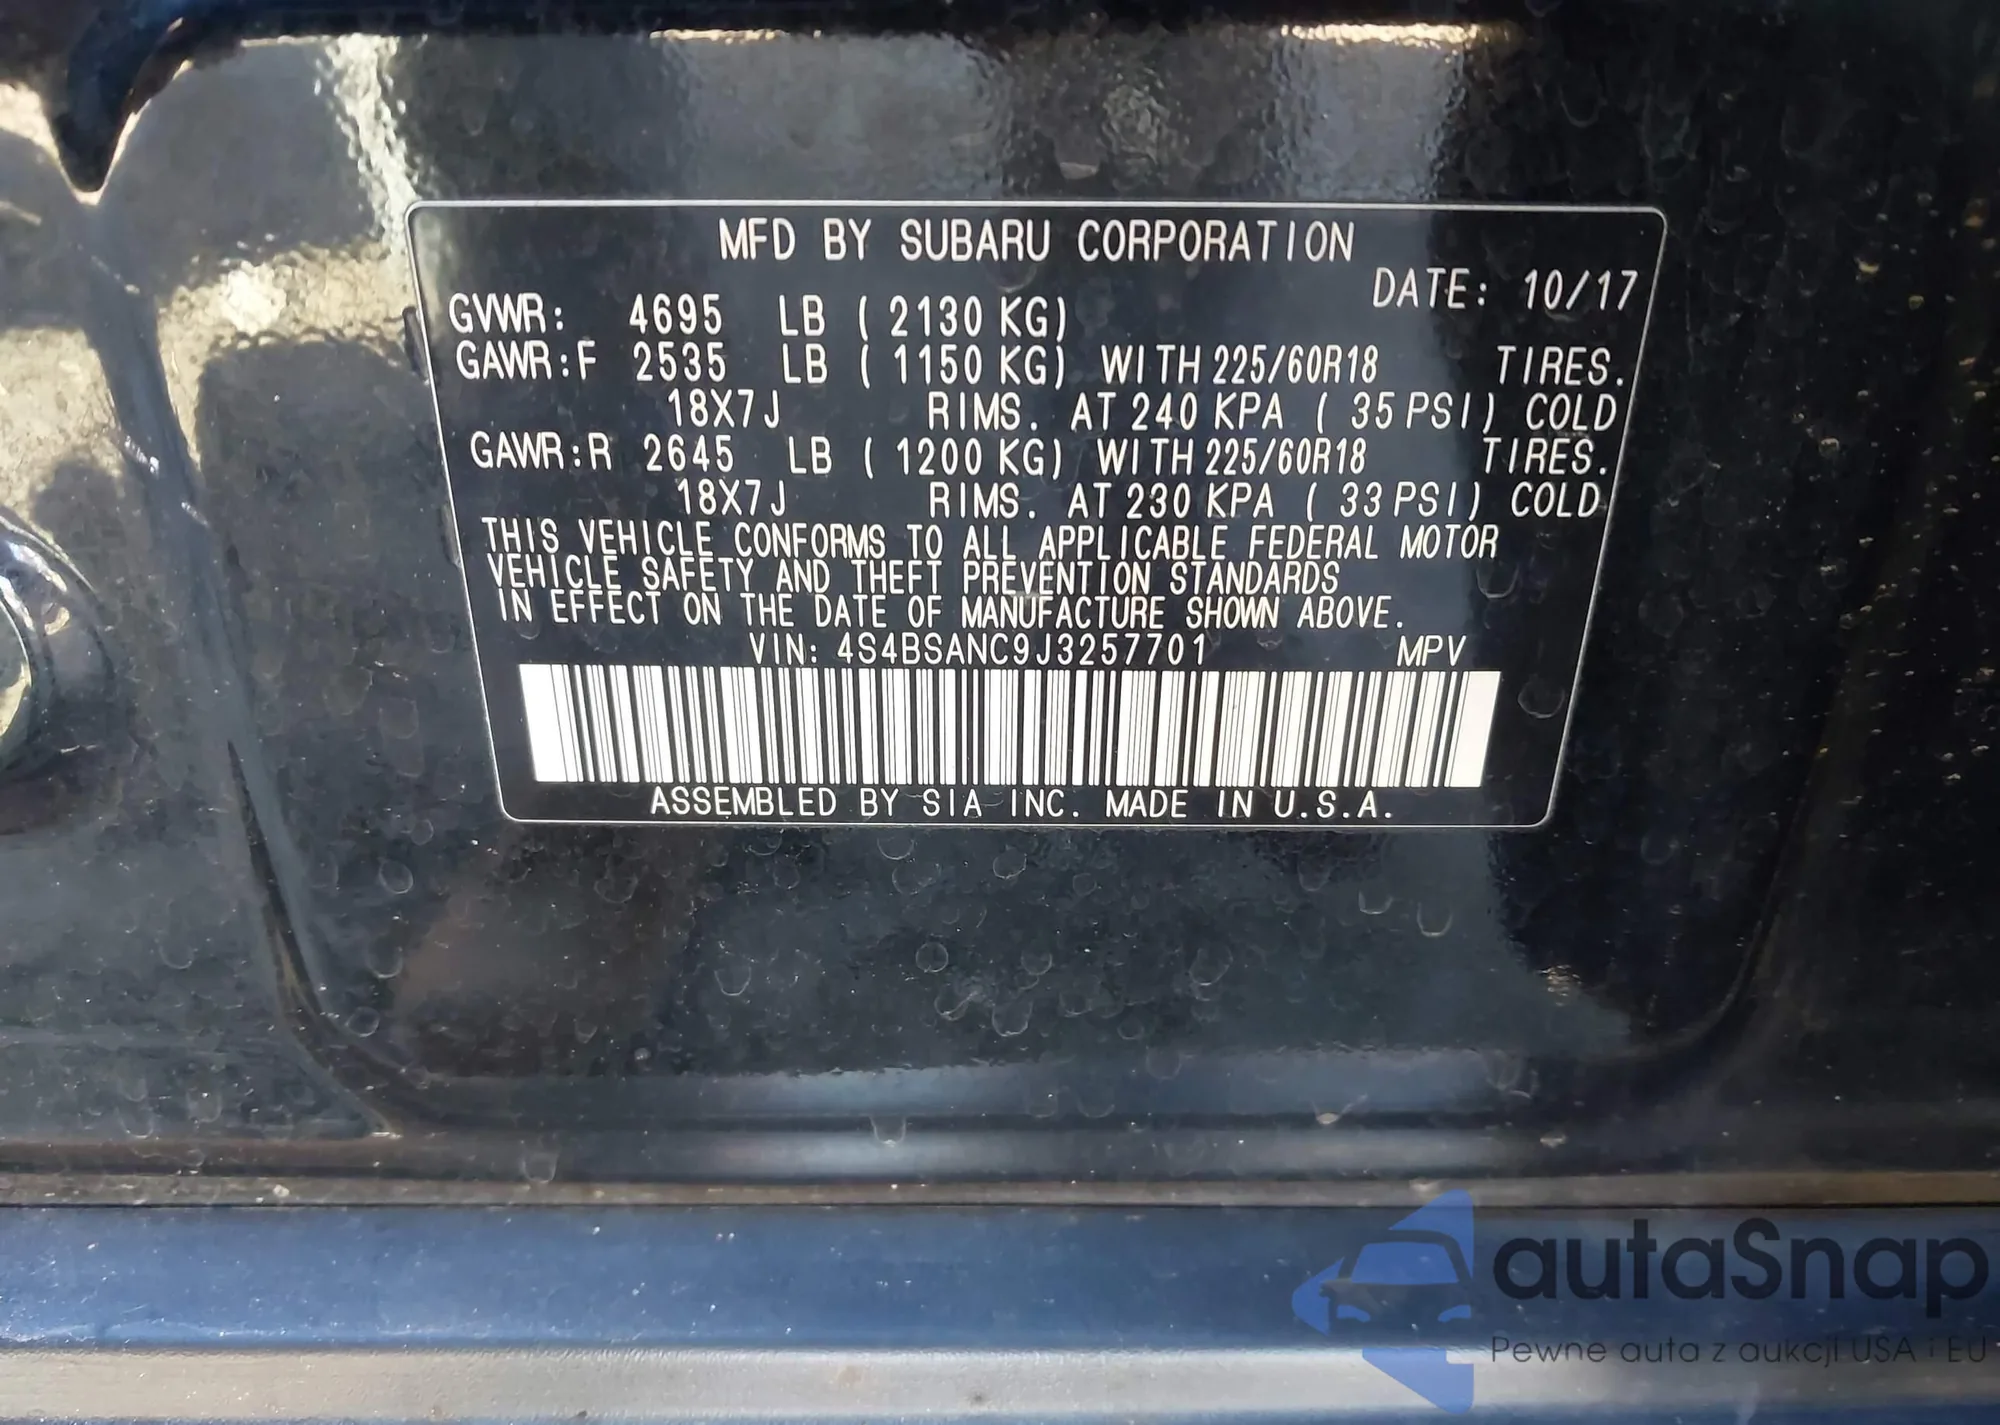 MFD BY SUBARU CORPORATION
DATE: 10/17
GVWR: 4695 LB ( 2130 KG)
GAWR:F 2535 LB ( 1150 KG) WITH 225/60R18 TIRES.
18X7J RIMS. AT 240 KPA ( 35 PSI) COLD
GAWR:R 2645 LB ( 1200 KG) WITH 225/60R18 TIRES.
18X7J RIMS. AT 230 KPA ( 33 PSI) COLD
THIS VEHICLE CONFORMS TO ALL APPLICABLE FEDERAL MOTOR
VEHICLE SAFETY AND THEFT PREVENTION STANDARDS
IN EFFECT ON THE DATE OF MANUFACTURE SHOWN ABOVE.
VIN: 4S4BSANC9J3257701 MPV
ASSEMBLED BY SIA INC. MADE IN U.S.A.
autaSnap
Pewne auta z aukcji USA i EU